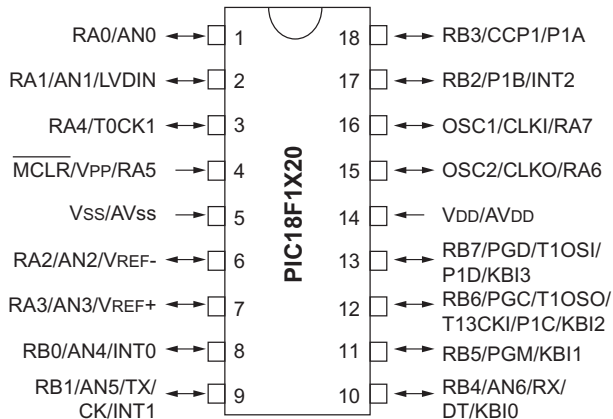 RA0/AN0 1 18 RB3/CCP1/P1A
RA1/AN1/LVDIN 2 17 RB2/P1B/INT2
RA4/T0CK1 3 16 OSC1/CLKI/RA7
MCLR/VPP/RA5 4 15 OSC2/CLKO/RA6
VSS/AVss 5 14 VDD/AVDD
RA2/AN2/VREF- 6 13 RB7/PGD/T1OSI/
P1D/KBI3
RA3/AN3/VREF+ 7 12 RB6/PGC/T1OSO/
T13CKI/P1C/KBI2
RB0/AN4/INT0 8 11 RB5/PGM/KBI1
RB1/AN5/TX/
CK/INT1 9 10 RB4/AN6/RX/
DT/KBI0
PIC18F1X20